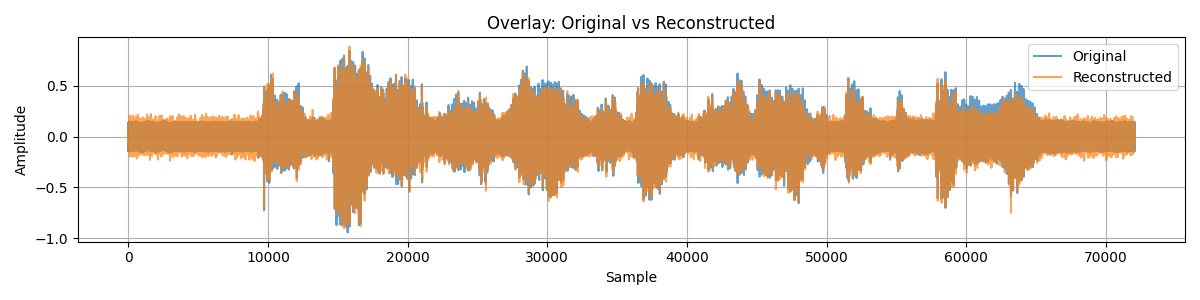 Overlay: Original vs Reconstructed
Original
Reconstructed
Amplitude
0.5
0.0
−0.5
−1.0
0 10000 20000 30000 40000 50000 60000 70000
Sample